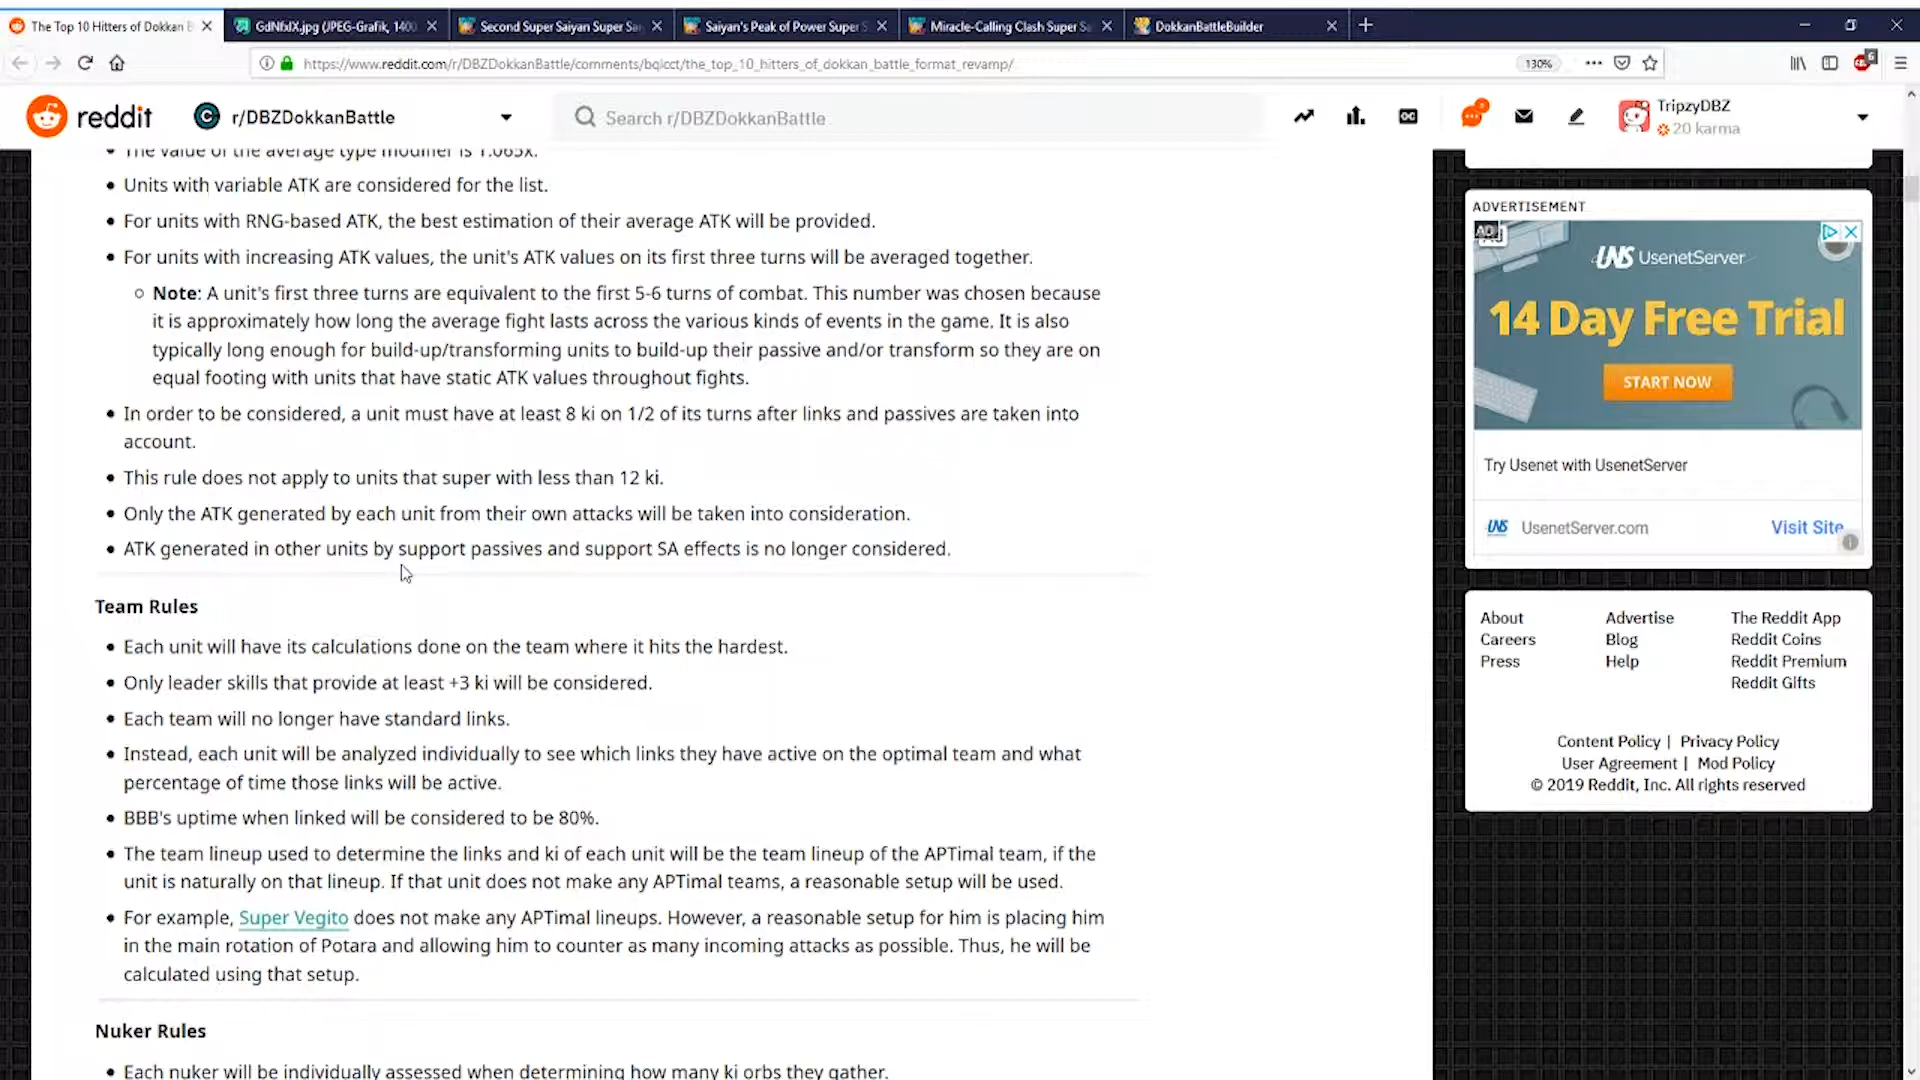 The Top 10 Hitters of Dokkan B
GdNfxIX.jpg (JPEG-Grafik, 1400
Second Super Saiyan Super Sa
Saiyan's Peak of Power Super S
Miracle-Calling Clash Super Sa
DokkanBattleBuilder
https://www.reddit.com/r/DBZDokkanBattle/comments/bqicct/the_top_10_hitters_of_dokkan_battle_format_revamp/
130%
6
reddit
r/DBZDokkanBattle
Search r/DBZDokkanBattle
TripzyDBZ
20 karma
• The value of the average type modifier is 1.065x.
• Units with variable ATK are considered for the list.
• For units with RNG-based ATK, the best estimation of their average ATK will be provided.
• For units with increasing ATK values, the unit's ATK values on its first three turns will be averaged together.
○ Note: A unit's first three turns are equivalent to the first 5-6 turns of combat. This number was chosen because
it is approximately how long the average fight lasts across the various kinds of events in the game. It is also
typically long enough for build-up/transforming units to build-up their passive and/or transform so they are on
equal footing with units that have static ATK values throughout fights.
• In order to be considered, a unit must have at least 8 ki on 1/2 of its turns after links and passives are taken into
account.
• This rule does not apply to units that super with less than 12 ki.
• Only the ATK generated by each unit from their own attacks will be taken into consideration.
• ATK generated in other units by support passives and support SA effects is no longer considered.
Team Rules
• Each unit will have its calculations done on the team where it hits the hardest.
• Only leader skills that provide at least +3 ki will be considered.
• Each team will no longer have standard links.
• Instead, each unit will be analyzed individually to see which links they have active on the optimal team and what
percentage of time those links will be active.
• BBB's uptime when linked will be considered to be 80%.
• The team lineup used to determine the links and ki of each unit will be the team lineup of the APTimal team, if the
unit is naturally on that lineup. If that unit does not make any APTimal teams, a reasonable setup will be used.
• For example, Super Vegito does not make any APTimal lineups. However, a reasonable setup for him is placing him
in the main rotation of Potara and allowing him to counter as many incoming attacks as possible. Thus, he will be
calculated using that setup.
Nuker Rules
• Each nuker will be individually assessed when determining how many ki orbs they gather.
ADVERTISEMENT
UNS UsenetServer
14 Day Free Trial
START NOW
Try Usenet with UsenetServer
UNS UsenetServer.com
Visit Site
About
Advertise
The Reddit App
Careers
Blog
Reddit Coins
Press
Help
Reddit Premium
Reddit Gifts
Content Policy | Privacy Policy
User Agreement | Mod Policy
© 2019 Reddit, Inc. All rights reserved